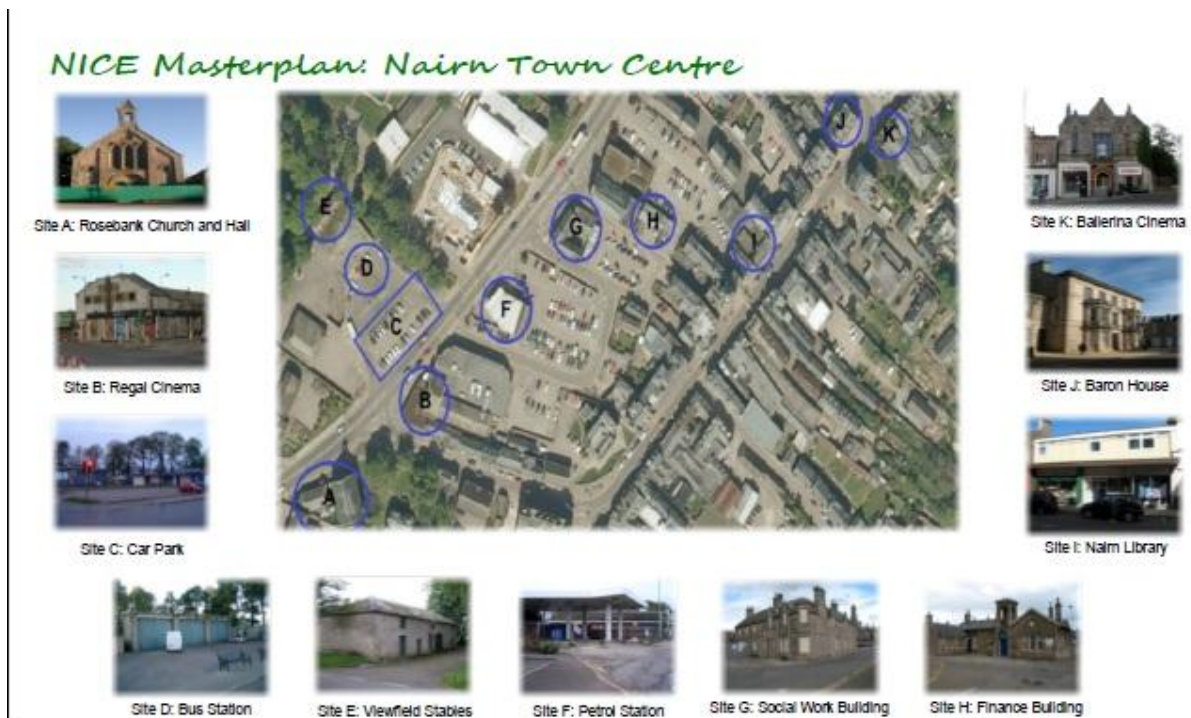 NICE Masterplan: Nairn Town Centre
Site A: Rosebank Church and Hall
Site B: Regal Cinema
Site C: Car Park
Site D: Bus Station
Site E: Viewfield Stables
Site F: Petrol Station
Site G: Social Work Building
Site H: Finance Building
Site I: Nairn Library
Site J: Baron House
Site K: Ballerina Cinema
E
D
C
B
A
F
G
H
I
J
K